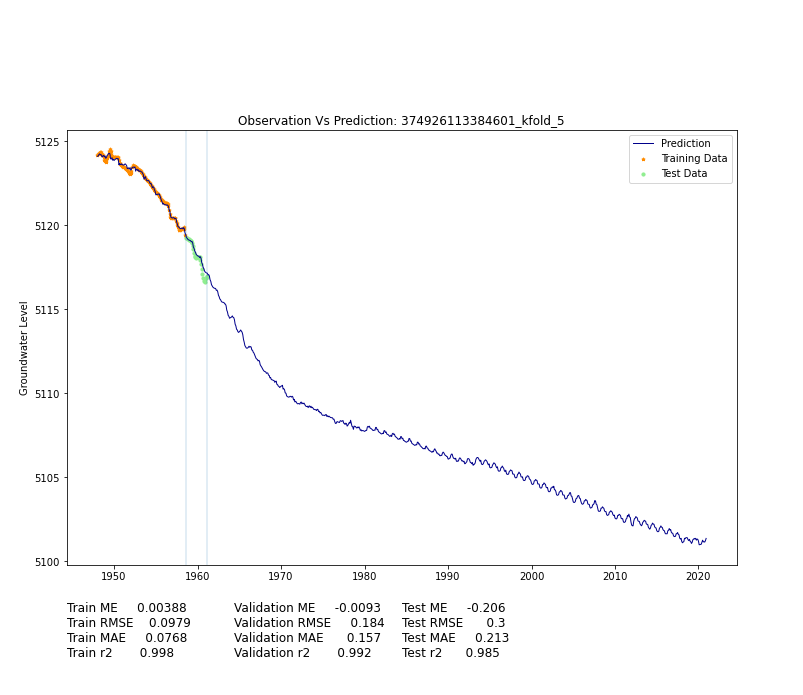 Observation Vs Prediction: 374926113384601_kfold_5
5125
5120
5115
5110
5105
5100
Groundwater Level
Prediction
Training Data
Test Data
1950 1960 1970 1980 1990 2000 2010 2020
Train ME 0.00388 Validation ME -0.0093 Test ME -0.206
Train RMSE 0.0979 Validation RMSE 0.184 Test RMSE 0.3
Train MAE 0.0768 Validation MAE 0.157 Test MAE 0.213
Train r2 0.998 Validation r2 0.992 Test r2 0.985